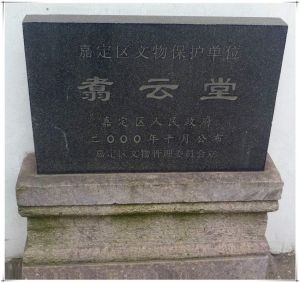 嘉定区文物保护单位
翥云堂
嘉定区人民政府
二000年十月公布
嘉定区文物管理委员会立